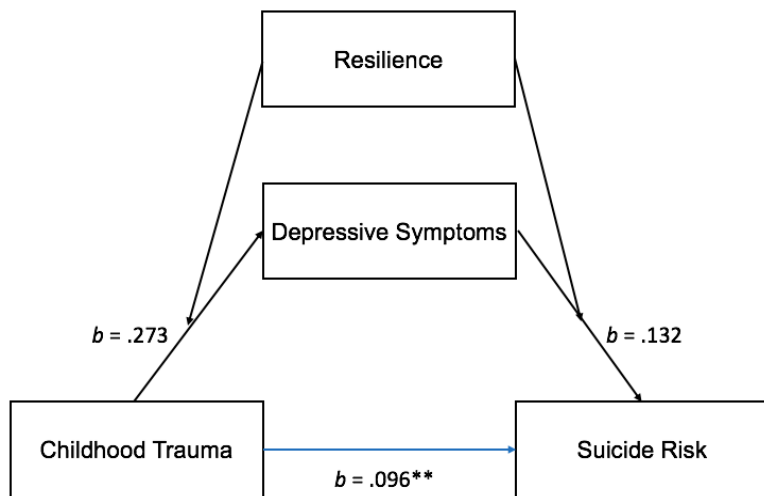 Resilience
Depressive Symptoms
b = .273
b = .132
Childhood Trauma
Suicide Risk
b = .096**